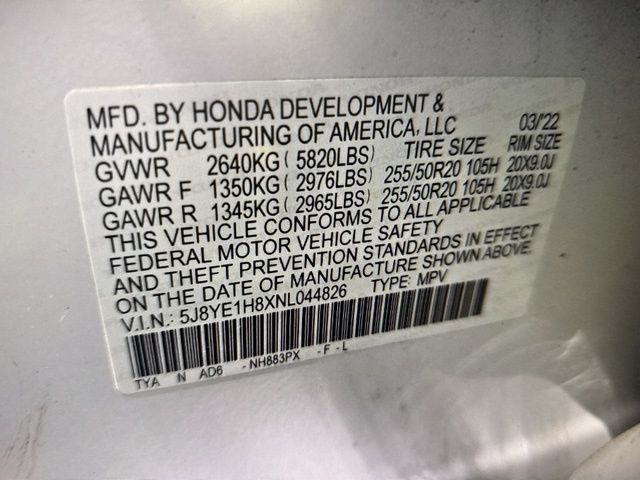 MFD. BY HONDA DEVELOPMENT &
MANUFACTURING OF AMERICA, LLC 03/'22
GVWR 2640KG ( 5820LBS) TIRE SIZE RIM SIZE
GAWR F 1350KG ( 2976LBS) 255/50R20 105H 20X9.0J
GAWR R 1345KG ( 2965LBS) 255/50R20 105H 20X9.0J
THIS VEHICLE CONFORMS TO ALL APPLICABLE
FEDERAL MOTOR VEHICLE SAFETY
AND THEFT PREVENTION STANDARDS IN EFFECT
ON THE DATE OF MANUFACTURE SHOWN ABOVE.
V.I.N.: 5J8YE1H8XNL044826 TYPE: MPV
TYA N AD6 -NH883PX -F-L